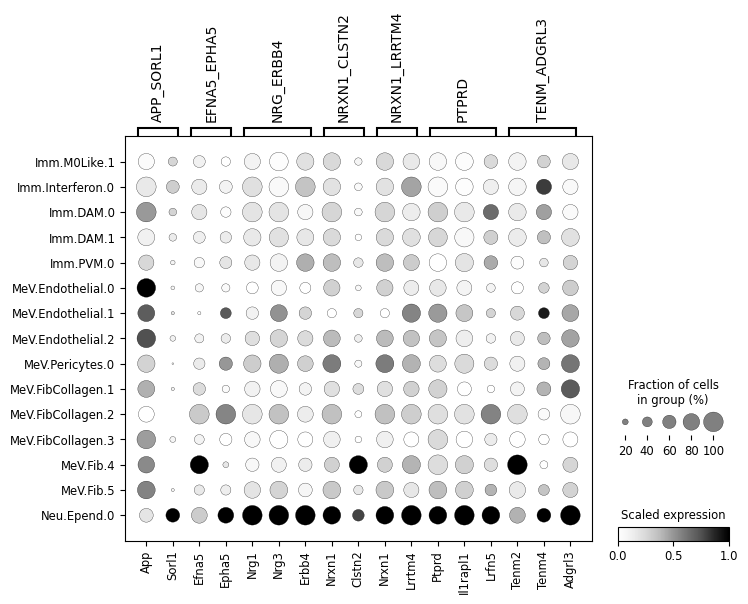 APP_SORL1
EFNA5_EPHA5
NRG_ERBB4
NRXN1_CLSTN2
NRXN1_LRRTM4
PTPRD
TENM_ADGRL3
Imm.M0Like.1
Imm.Interferon.0
Imm.DAM.0
Imm.DAM.1
Imm.PVM.0
MeV.Endothelial.0
MeV.Endothelial.1
MeV.Endothelial.2
MeV.Pericytes.0
MeV.FibCollagen.1
MeV.FibCollagen.2
MeV.FibCollagen.3
MeV.Fib.4
MeV.Fib.5
Neu.Epend.0
App
Sorl1
Efna5
Epha5
Nrg1
Nrg3
Erbb4
Nrxn1
Clstn2
Nrxn1
Lrrtm4
Ptprd
Il1rapl1
Lrfn5
Tenm2
Tenm4
Adgrl3
Fraction of cells
in group (%)
20 40 60 80 100
Scaled expression
0.0 0.5 1.0